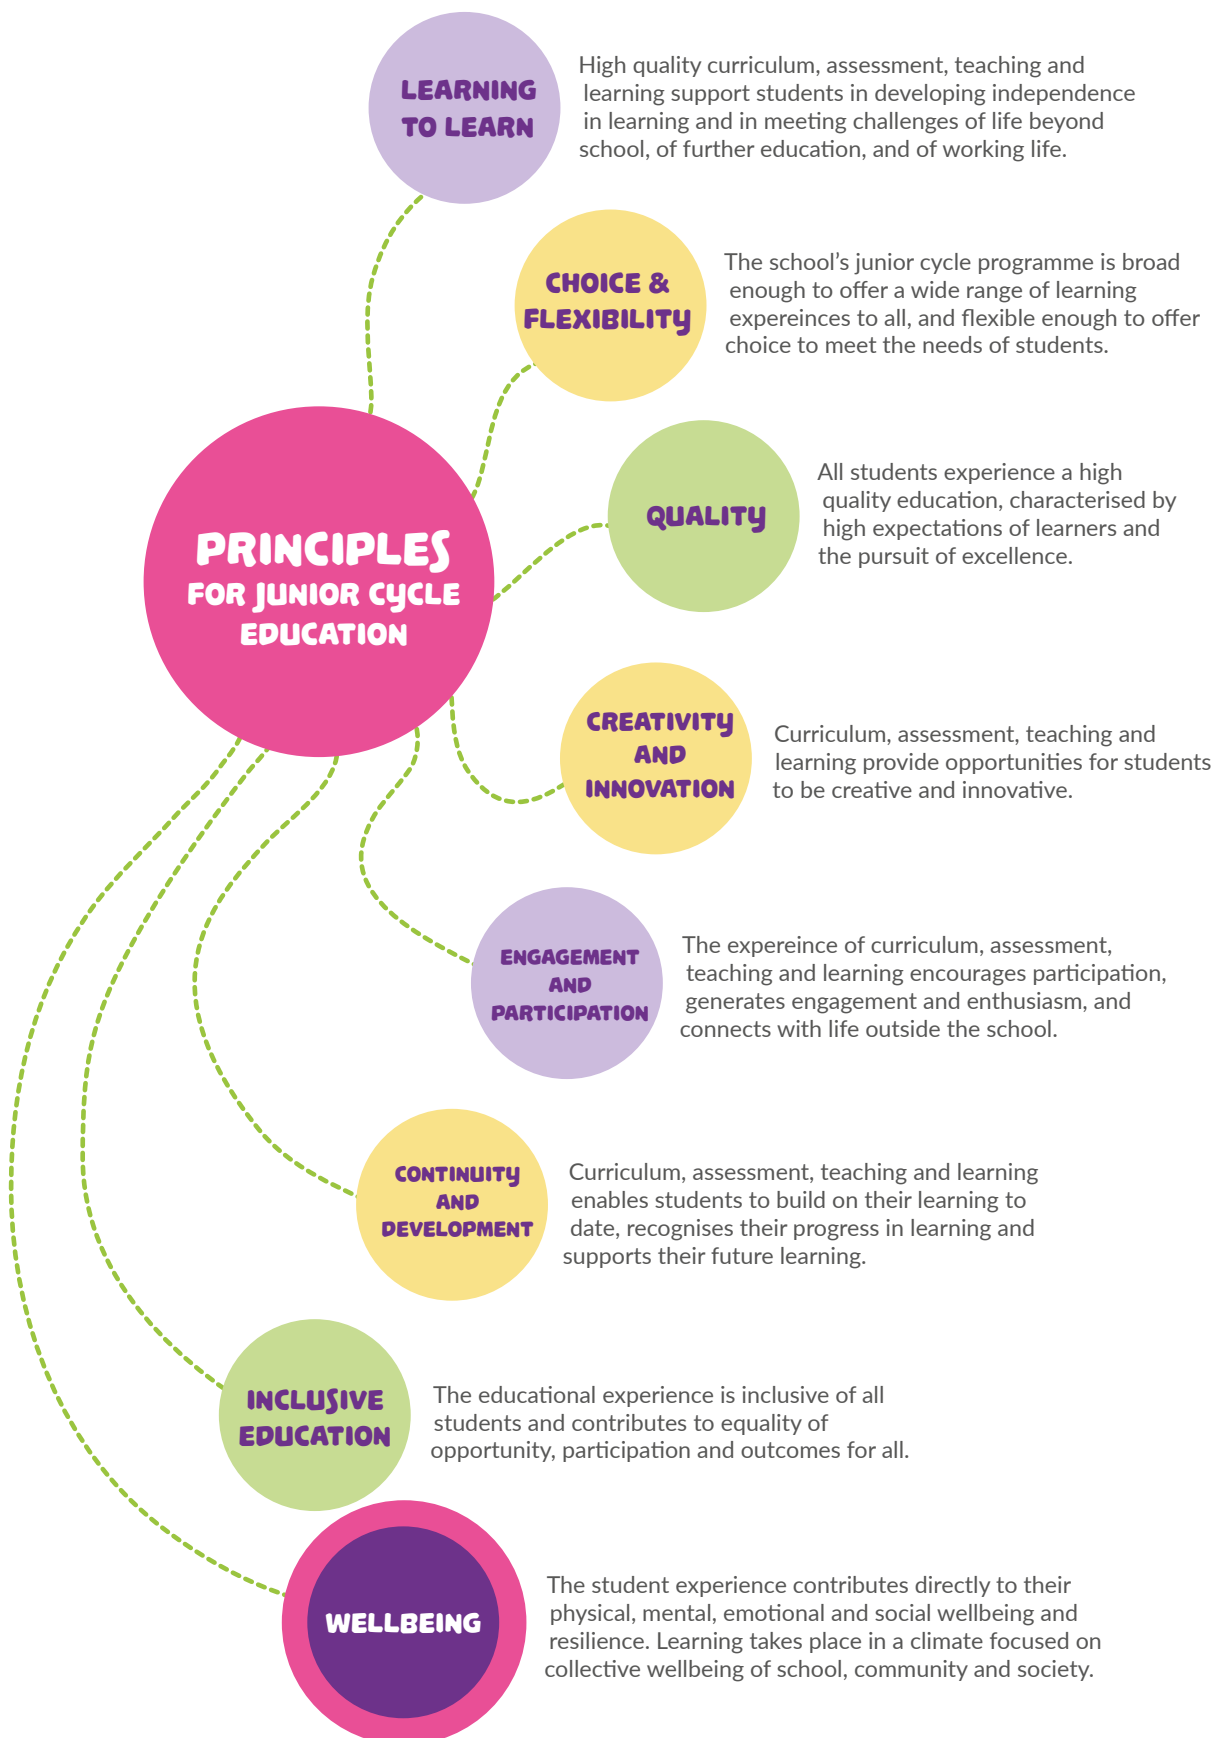 LEARNING
TO LEARN
High quality curriculum, assessment, teaching and
learning support students in developing independence
in learning and in meeting challenges of life beyond
school, of further education, and of working life.
CHOICE &
FLEXIBILITY
The school’s junior cycle programme is broad
enough to offer a wide range of learning
expereinces to all, and flexible enough to offer
choice to meet the needs of students.
QUALITY
All students experience a high
quality education, characterised by
high expectations of learners and
the pursuit of excellence.
PRINCIPLES
FOR JUNIOR CYCLE
EDUCATION
CREATIVITY
AND
INNOVATION
Curriculum, assessment, teaching and
learning provide opportunities for students
to be creative and innovative.
ENGAGEMENT
AND
PARTICIPATION
The expereince of curriculum, assessment,
teaching and learning encourages participation,
generates engagement and enthusiasm, and
connects with life outside the school.
CONTINUITY
AND
DEVELOPMENT
Curriculum, assessment, teaching and learning
enables students to build on their learning to
date, recognises their progress in learning and
supports their future learning.
INCLUSIVE
EDUCATION
The educational experience is inclusive of all
students and contributes to equality of
opportunity, participation and outcomes for all.
WELLBEING
The student experience contributes directly to their
physical, mental, emotional and social wellbeing and
resilience. Learning takes place in a climate focused on
collective wellbeing of school, community and society.